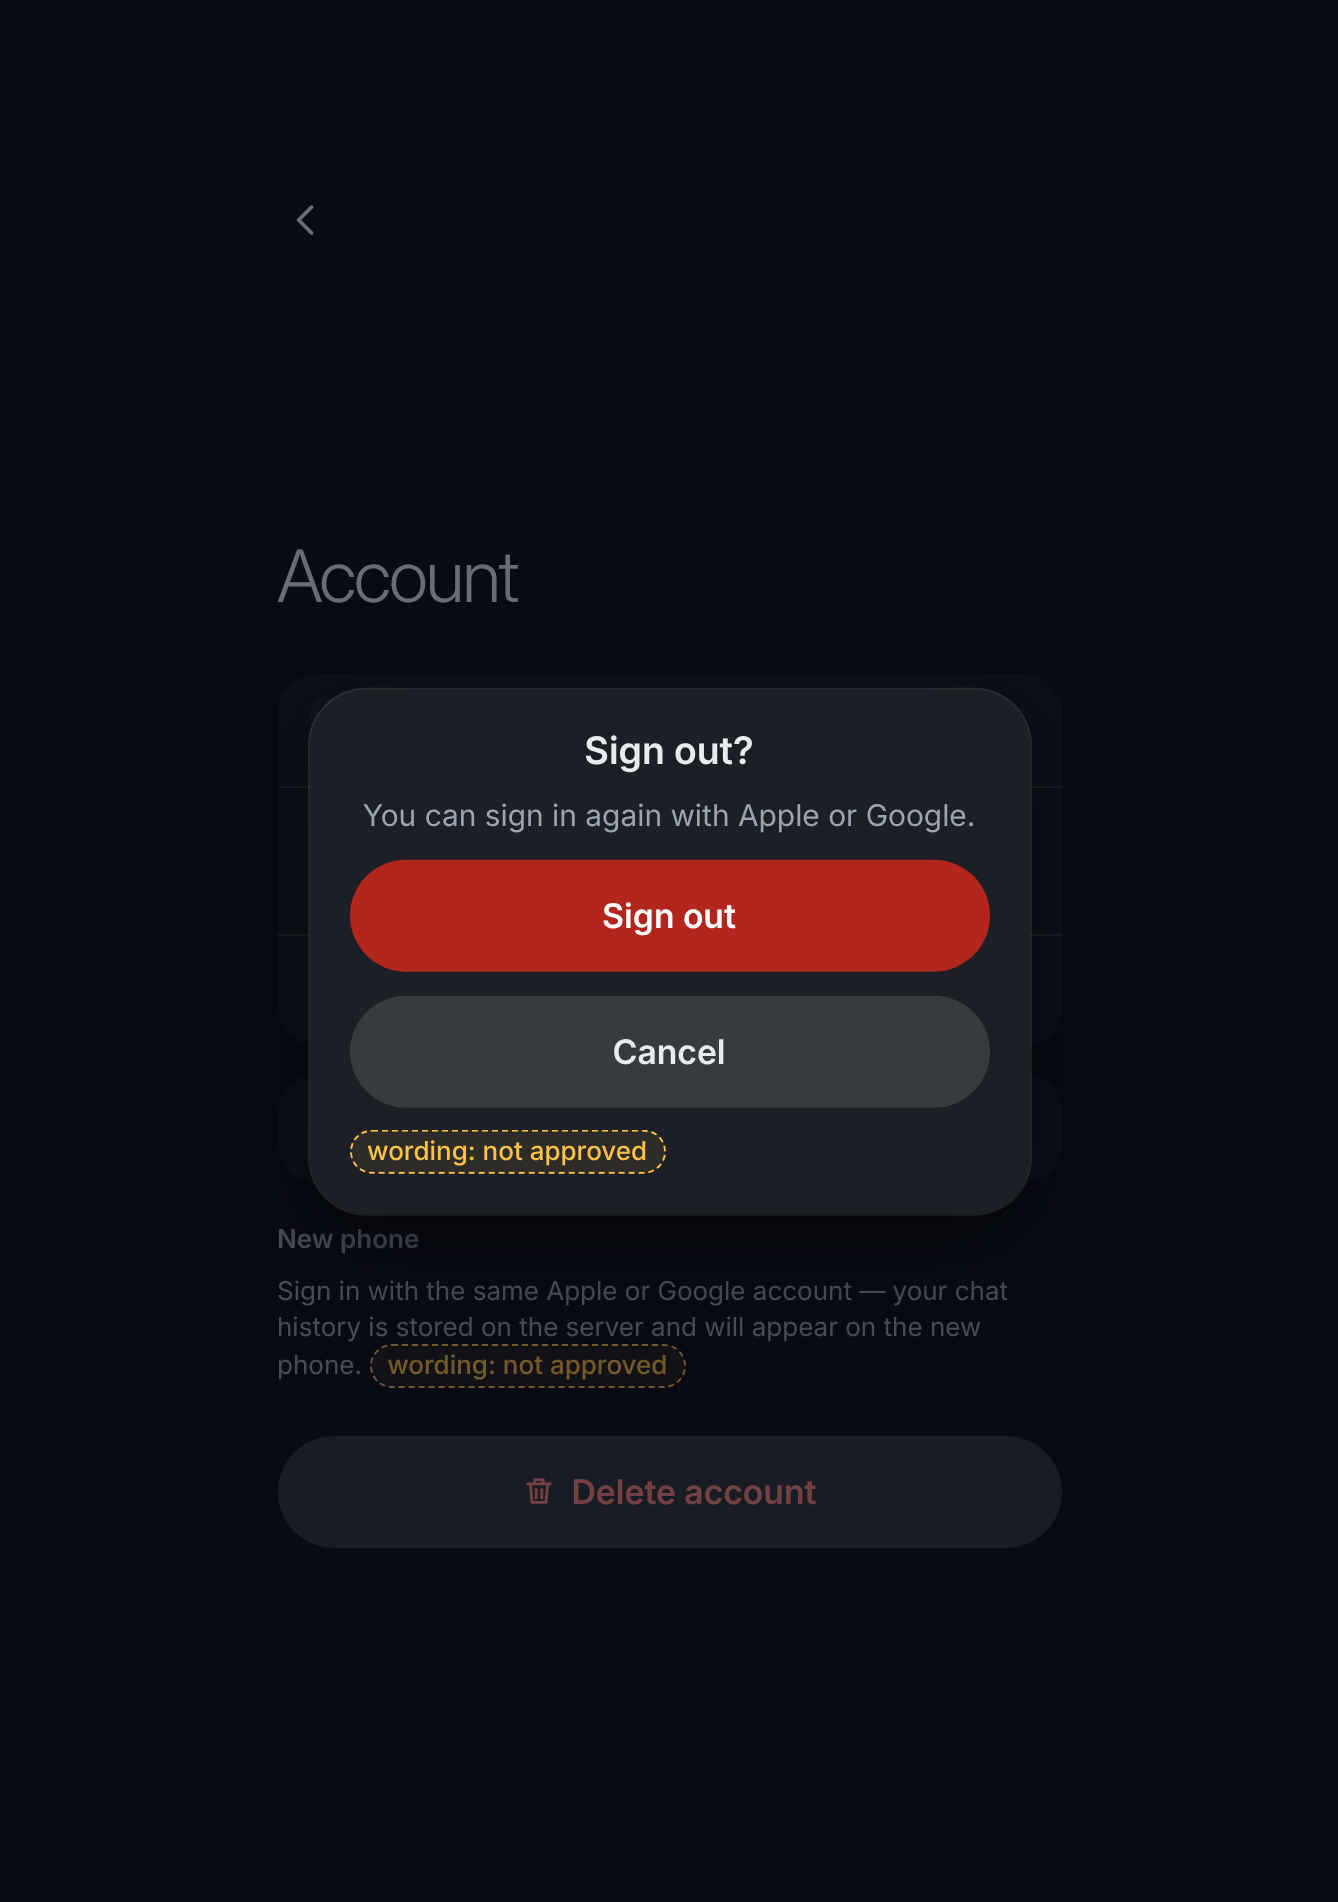 Account
Sign out?
You can sign in again with Apple or Google.
Sign out
Cancel
wording: not approved
New phone
Sign in with the same Apple or Google account — your chat
history is stored on the server and will appear on the new
phone. wording: not approved
Delete account